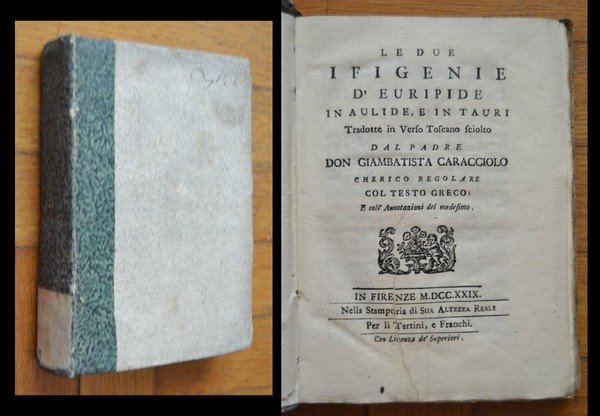 LE DUE
IFIGENIE
D' EURIPIDE
IN AULIDE, E IN TAURI
Tradotte in Verso Toscano sciolto
DAL PADRE
DON GIAMBATISTA CARACCIOLO
CHERICO REGOLARE
COL TESTO GRECO:
E coll' Annotazioni del medesimo.
IN FIRENZE M.DCC.XXIX.
Nella Stamperia di SUA ALTEZZA REALE
Per li Tartini, e Franchi.
Con Licenza de' Superiori.